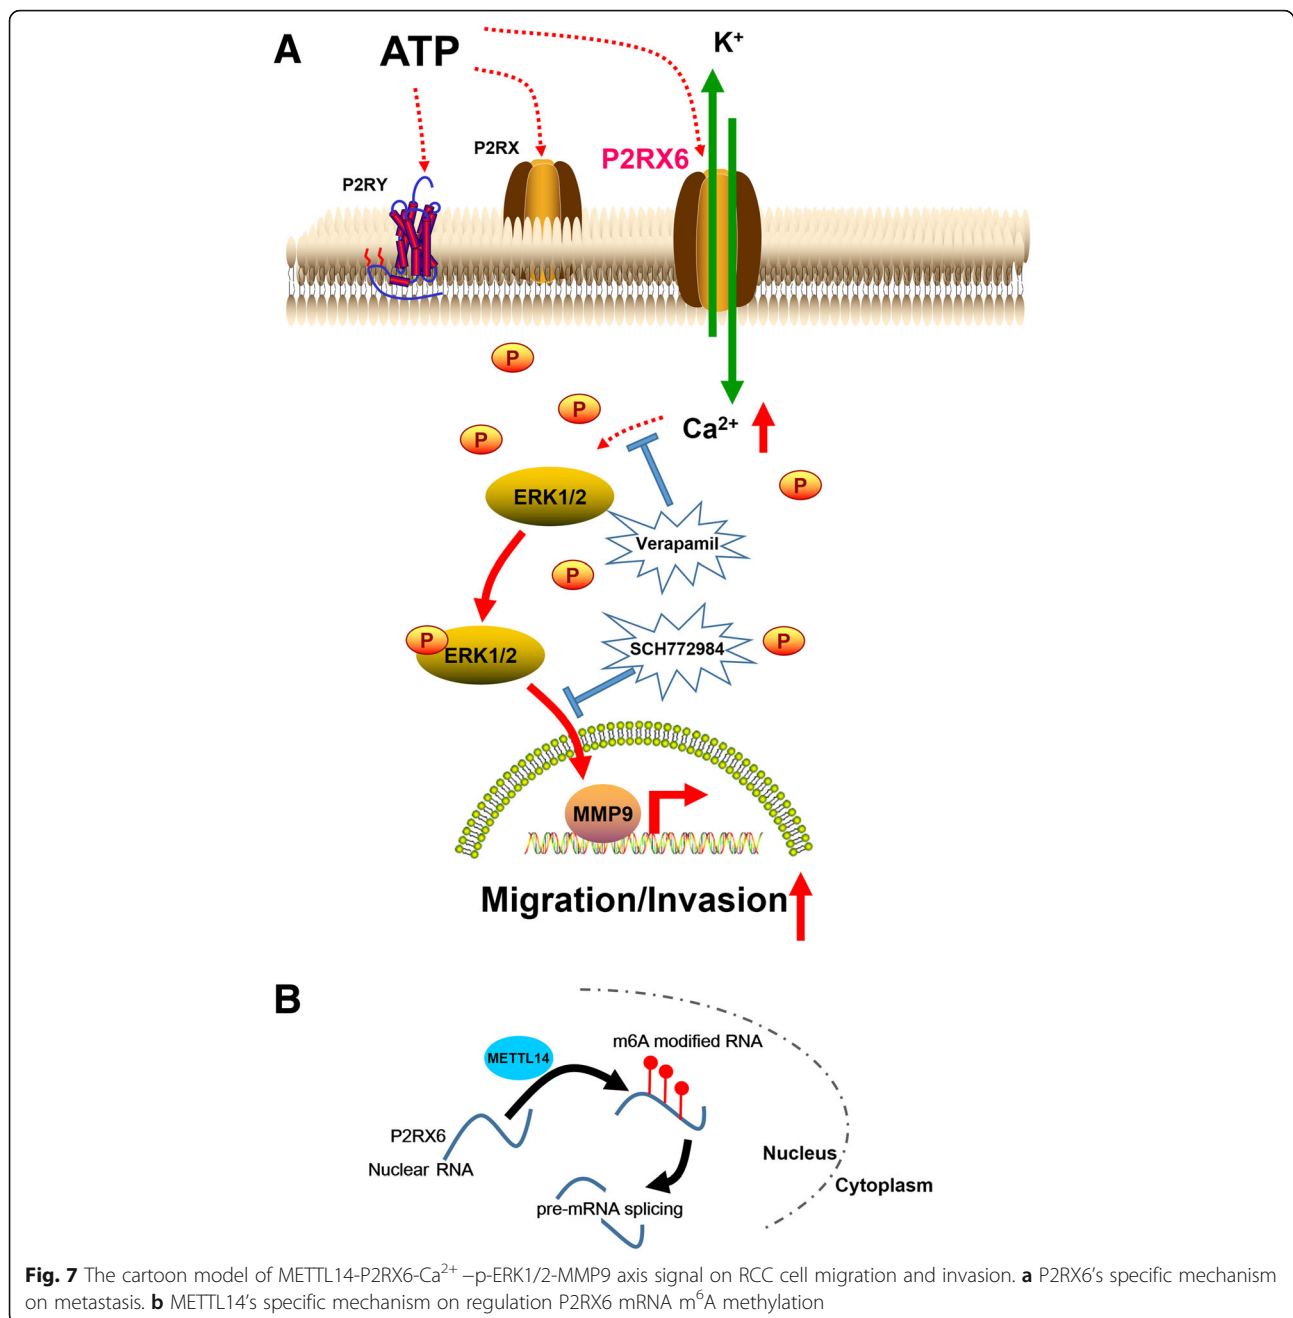 A
ATP
K⁺
P2RX
P2RX6
P2RY
P
P
P
Ca²⁺
P
ERK1/2
Verapamil
P
P
ERK1/2
SCH772984
P
MMP9
Migration/Invasion
B
m6A modified RNA
METTL14
P2RX6
Nuclear RNA
Nucleus
Cytoplasm
pre-mRNA splicing
Fig. 7 The cartoon model of METTL14-P2RX6-Ca²⁺ –p-ERK1/2-MMP9 axis signal on RCC cell migration and invasion. a P2RX6's specific mechanism
on metastasis. b METTL14's specific mechanism on regulation P2RX6 mRNA m⁶A methylation